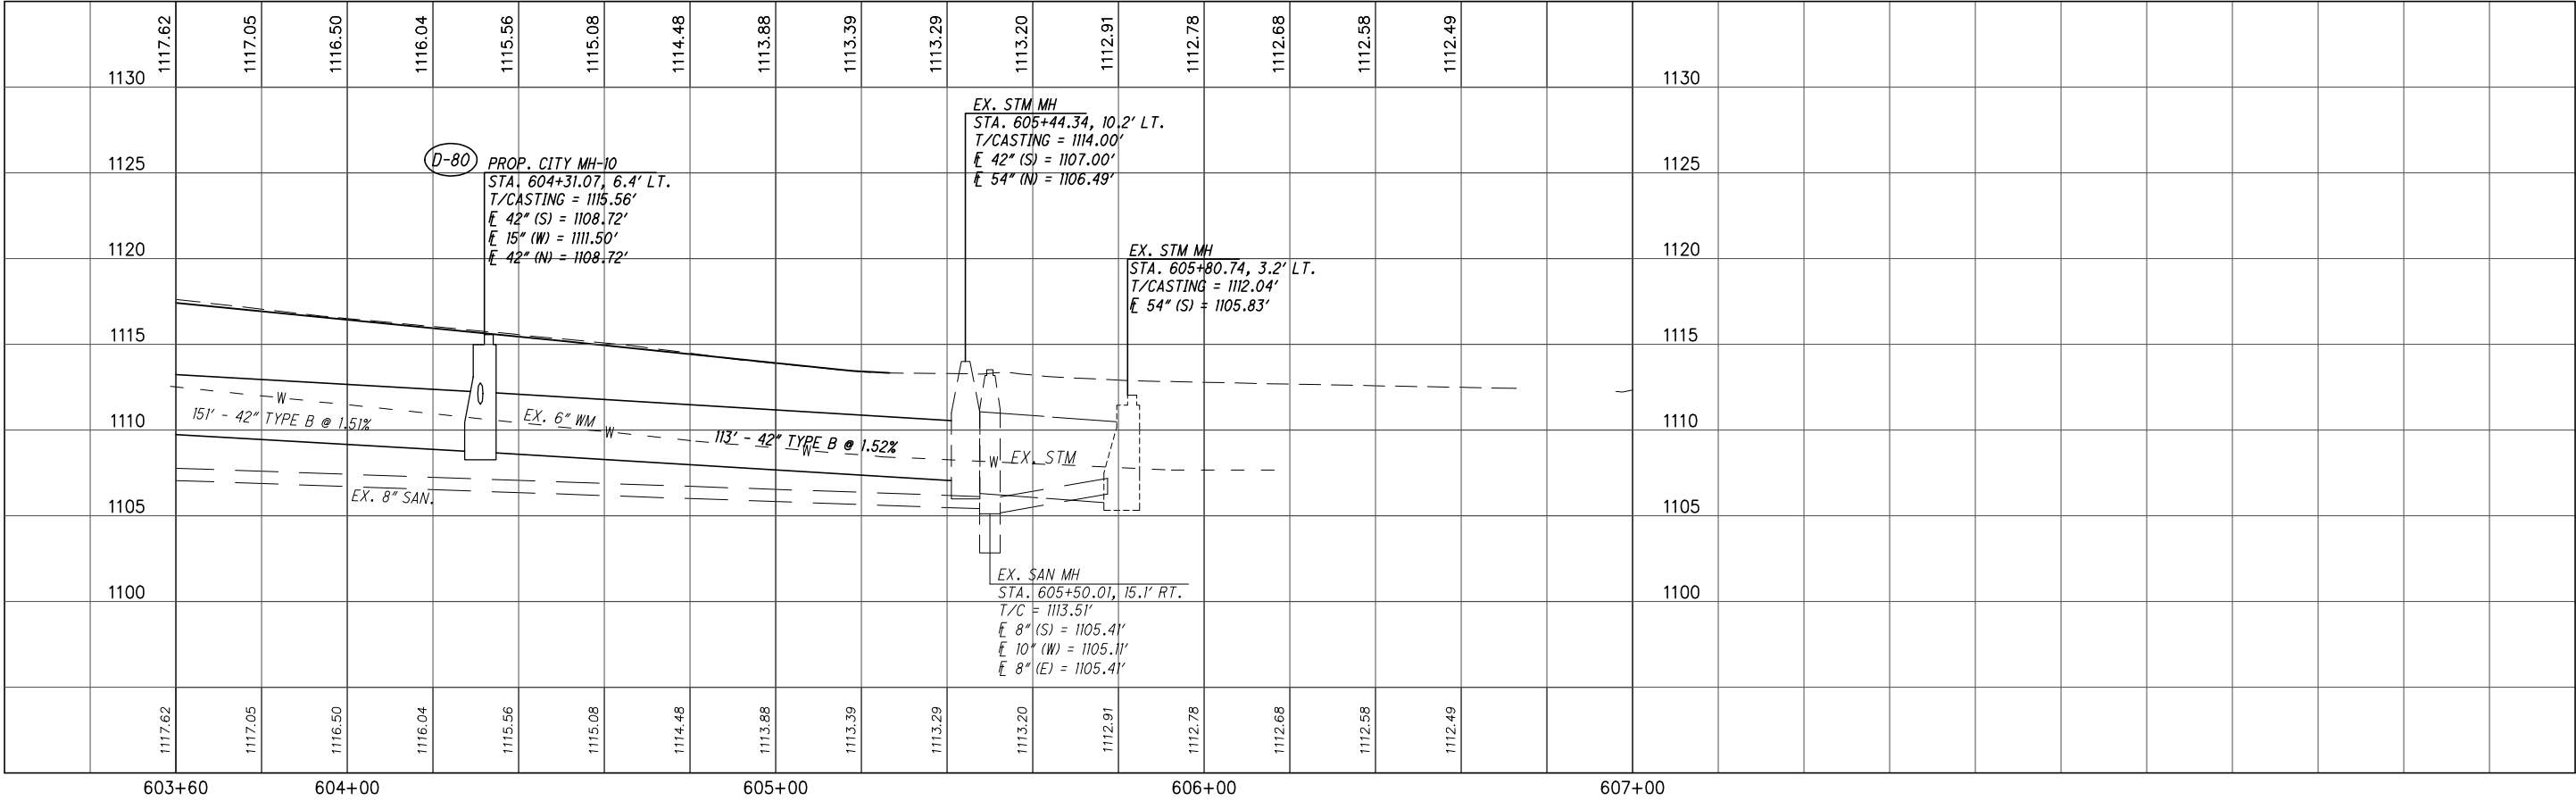 1117.62 1117.05 1116.50 1116.04 1115.56 1115.08 1114.48 1113.88 1113.39 1113.29 1113.20 1112.91 1112.78 1112.68 1112.58 1112.49
1130 1130
EX. STM MH
STA. 605+44.34, 10.2' LT.
T/CASTING = 1114.00'
FL 42" (S) = 1107.00'
FL 54" (N) = 1106.49'
D-80
PROP. CITY MH-10
STA. 604+31.07, 6.4' LT.
T/CASTING = 1115.56'
FL 42" (S) = 1108.72'
FL 15" (W) = 1111.50'
FL 42" (N) = 1108.72'
1125 1125
EX. STM MH
STA. 605+80.74, 3.2' LT.
T/CASTING = 1112.04'
FL 54" (S) = 1105.83'
1120 1120
1115 1115
W
151' - 42" TYPE B @ 1.51%
EX. 6" WM
W
113' - 42" TYPE B @ 1.52%
W
W
EX. STM
1110 1110
EX. 8" SAN.
1105 1105
EX. SAN MH
STA. 605+50.01, 15.1' RT.
T/C = 1113.51'
FL 8" (S) = 1105.41'
FL 10" (W) = 1105.11'
FL 8" (E) = 1105.41'
1100 1100
1117.62 1117.05 1116.50 1116.04 1115.56 1115.08 1114.48 1113.88 1113.39 1113.29 1113.20 1112.91 1112.78 1112.68 1112.58 1112.49
603+60 604+00 605+00 606+00 607+00